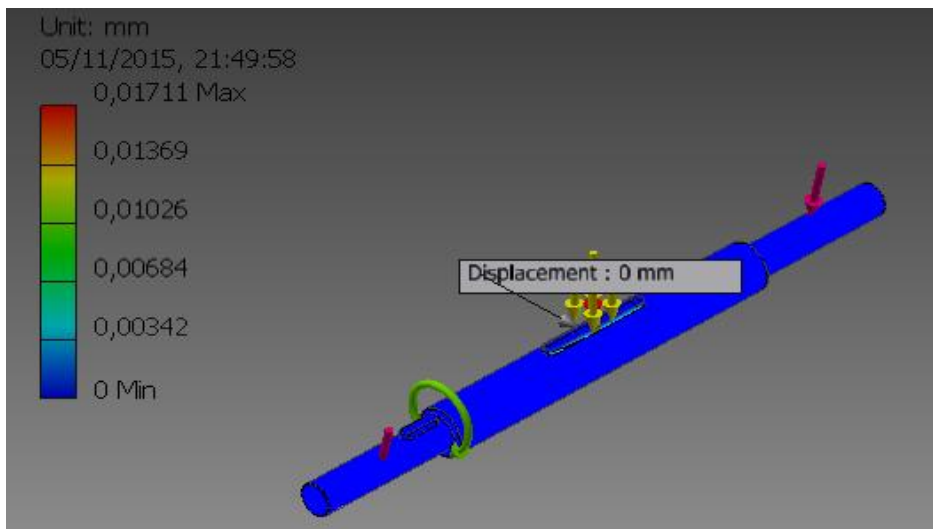 Unit: mm
05/11/2015, 21:49:58
0,01711 Max
0,01369
0,01026
0,00684
0,00342
0 Min
Displacement : 0 mm